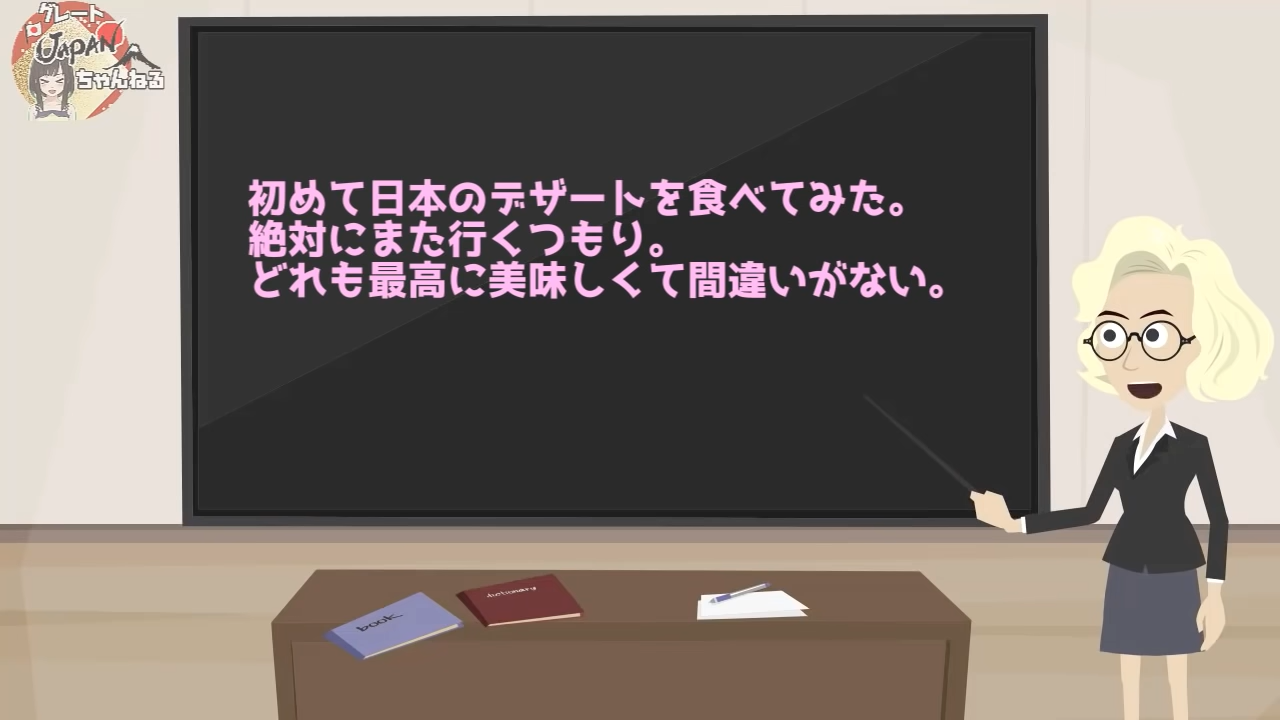 グレート
JAPAN
ちゃんねる
初めて日本のデザートを食べてみた。
絶対にまた行くつもり。
どれも最高に美味しくて間違いがない。
book
dictionary